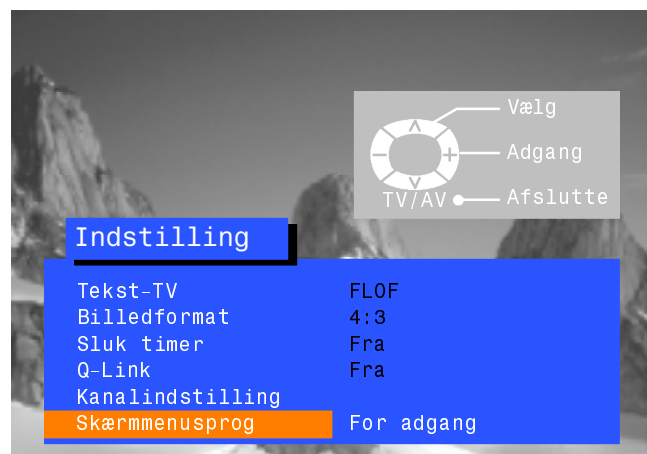 Vælg
Adgang
TV/AV Afslutte
Indstilling
Tekst-TV FLOF
Billedformat 4:3
Sluk timer Fra
Q-Link Fra
Kanalindstilling
Skærmmenusprog For adgang